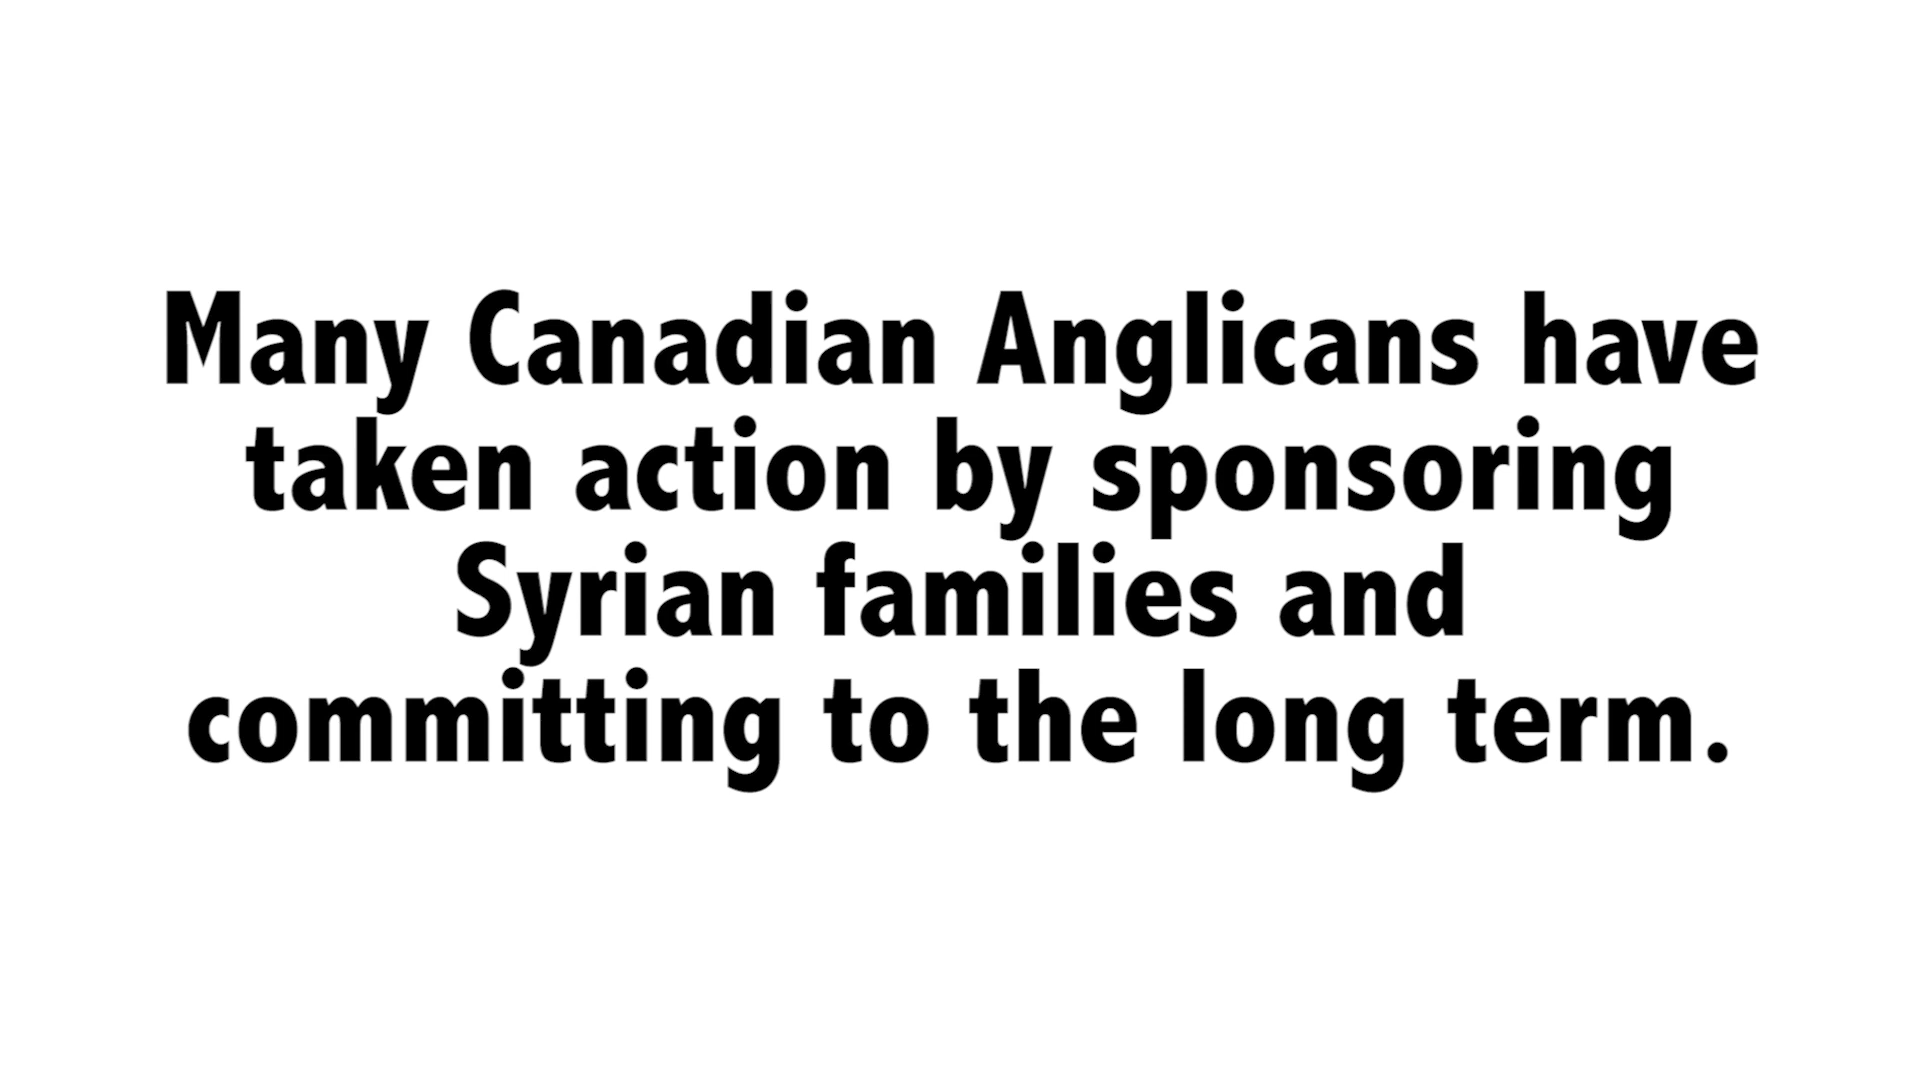 Many Canadian Anglicans have
taken action by sponsoring
Syrian families and
committing to the long term.